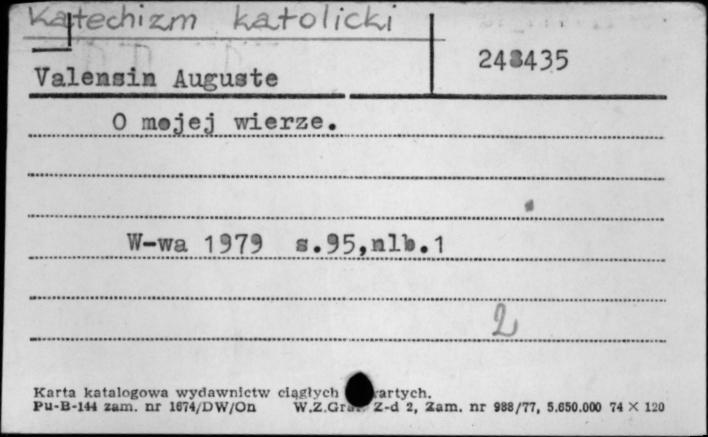 Katechizm katolicki
248435
Valensin Auguste
O mojej wierze.
W-wa 1979 s.95,nlb.1
2
Karta katalogowa wydawnictw ciągłych
Pu-B-144 zam. nr 1674/DW/On W.Z.Graf Z-d 2, Zam. nr 988/77, 5.650.000 74 × 120